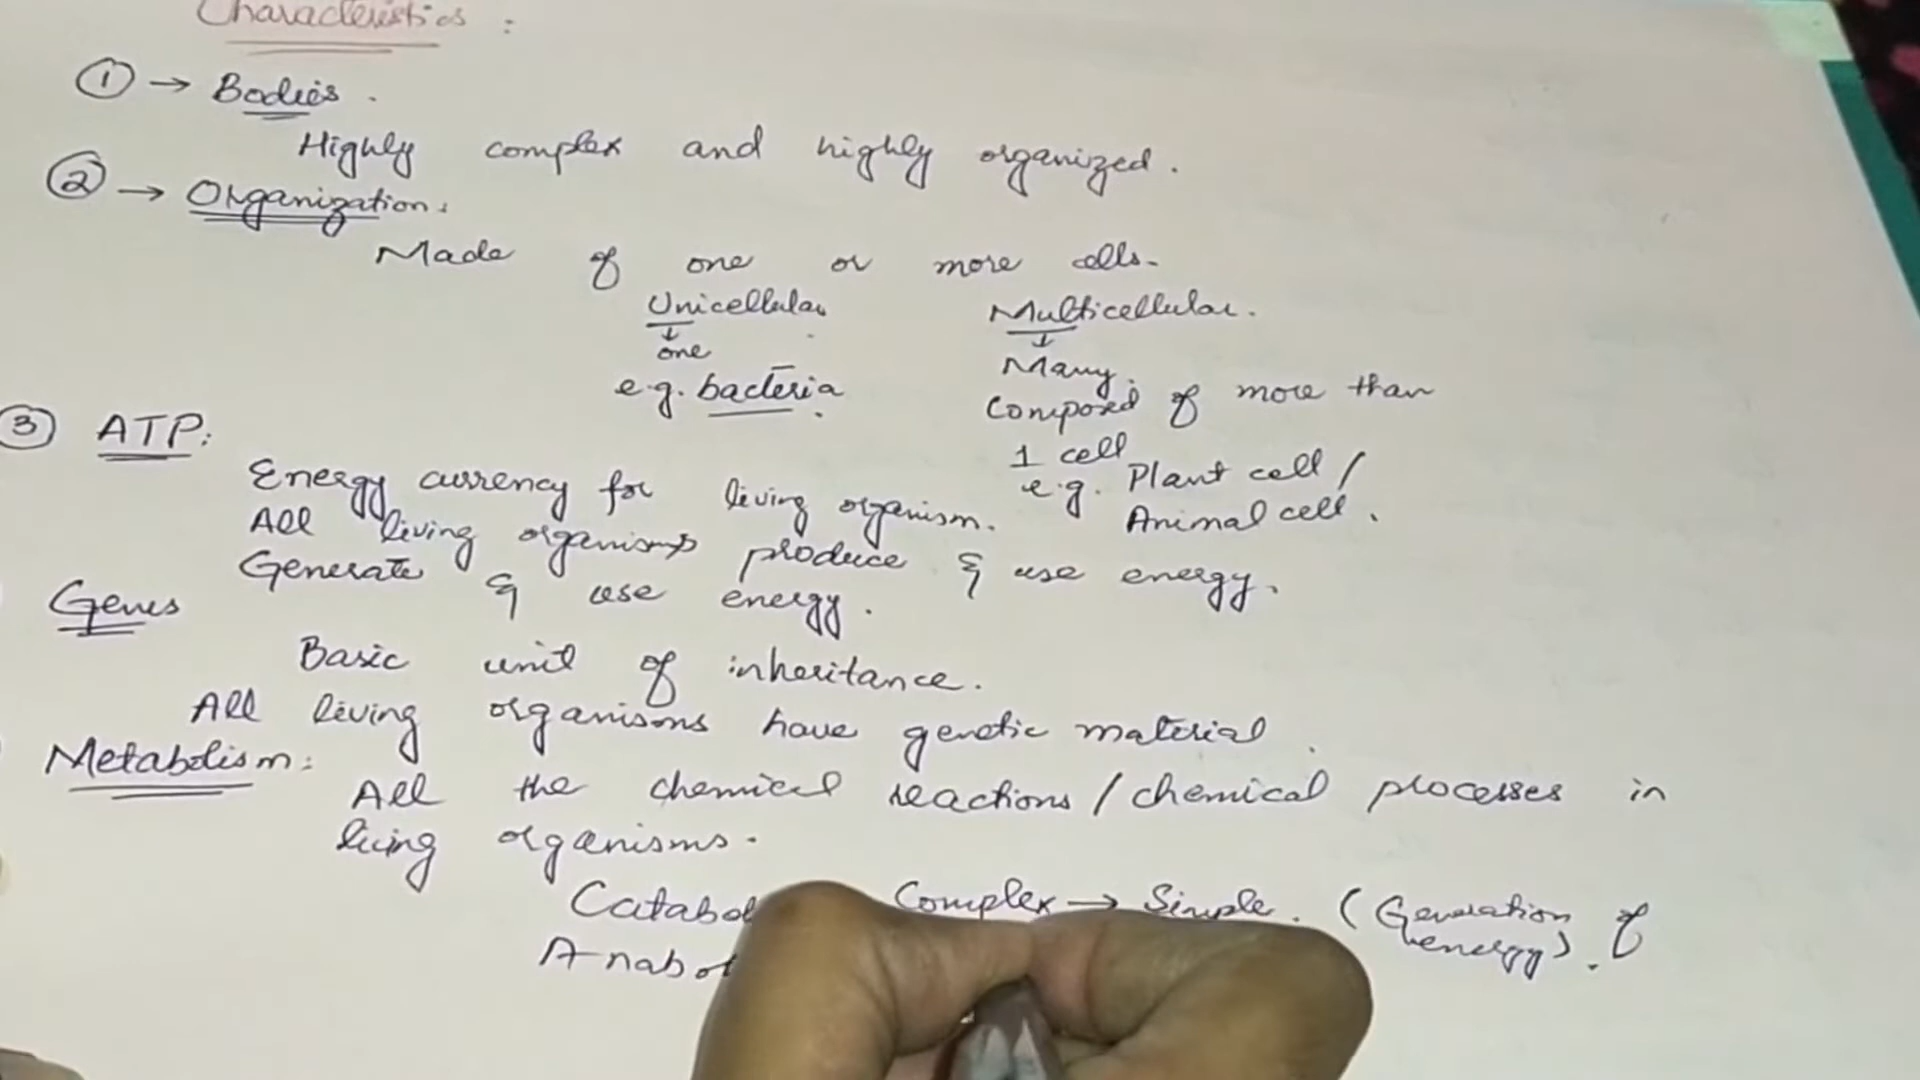 Characteristics :
① → Bodies.
Highly complex and highly organized.
② → Organization.
Made of one or more cells.
Unicellular Multicellular.
↓ ↓
one Many.
e.g. bacteria Composed of more than
1 cell
e.g. Plant cell /
Animal cell.
③ ATP:
Energy currency for living organism.
All living organisms produce & use energy.
Generate & use energy.
Genes
Basic unit of inheritance.
All living organisms have genetic material.
Metabolism:
All the chemical reactions / chemical processes in
living organisms.
Catabol Complex → Simple. (Generation of
energy).
Anabol